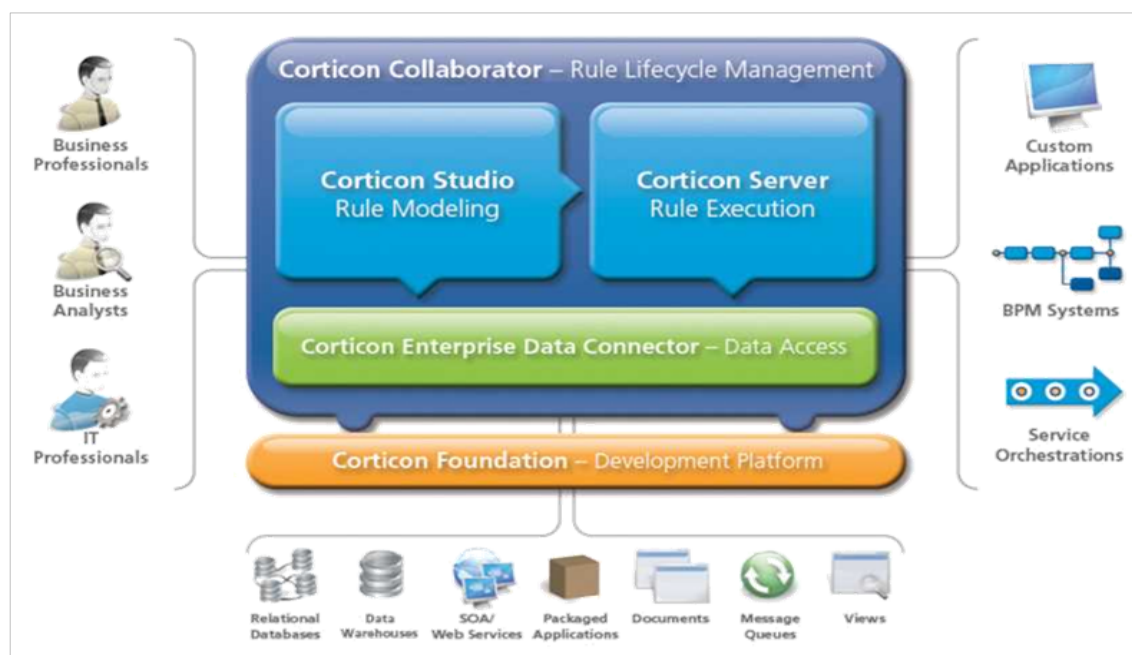 Corticon Collaborator – Rule Lifecycle Management
Corticon Studio
Rule Modeling
Corticon Server
Rule Execution
Corticon Enterprise Data Connector – Data Access
Corticon Foundation – Development Platform
Business
Professionals
Business
Analysts
IT
Professionals
Custom
Applications
BPM Systems
Service
Orchestrations
Relational
Databases
Data
Warehouses
SOA/
Web Services
Packaged
Applications
Documents
Message
Queues
Views